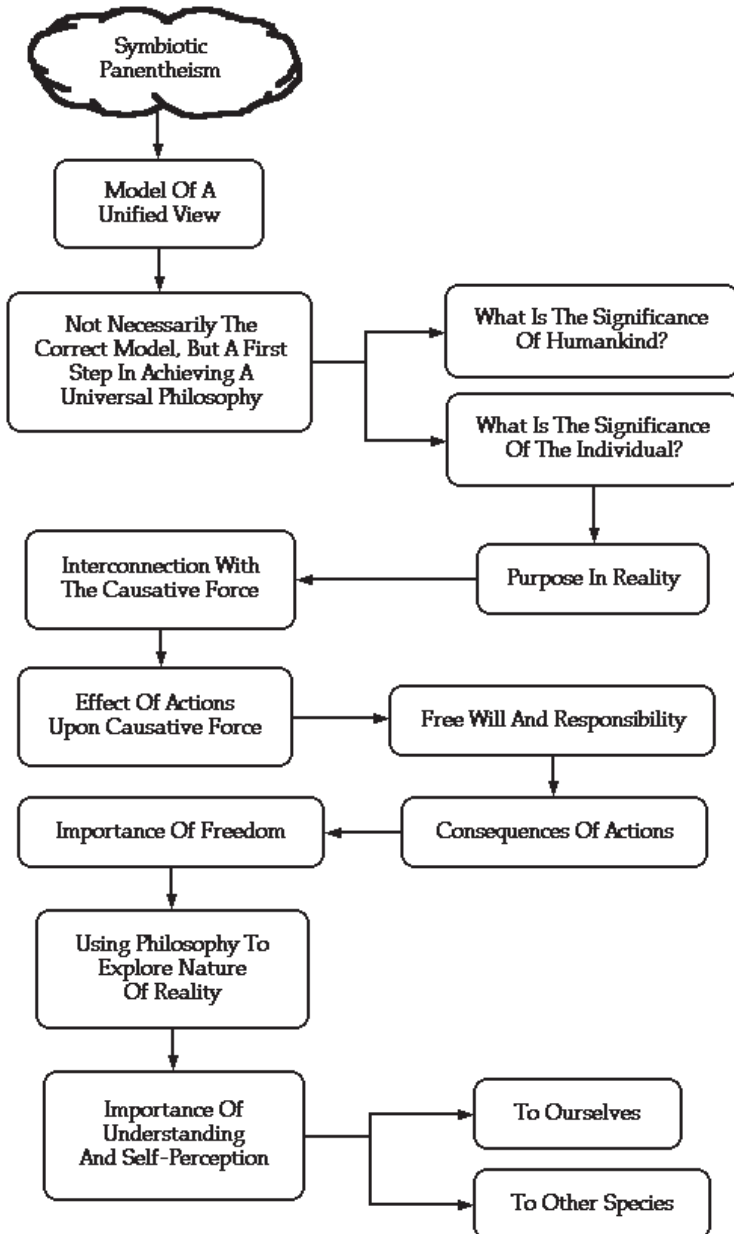 Symbiotic
Panentheism
Model Of A
Unified View
Not Necessarily The
Correct Model, But A First
Step In Achieving A
Universal Philosophy
What Is The Significance
Of Humankind?
What Is The Significance
Of The Individual?
Purpose In Reality
Interconnection With
The Causative Force
Effect Of Actions
Upon Causative Force
Free Will And Responsibility
Consequences Of Actions
Importance Of Freedom
Using Philosophy To
Explore Nature
Of Reality
Importance Of
Understanding
And Self-Perception
To Ourselves
To Other Species